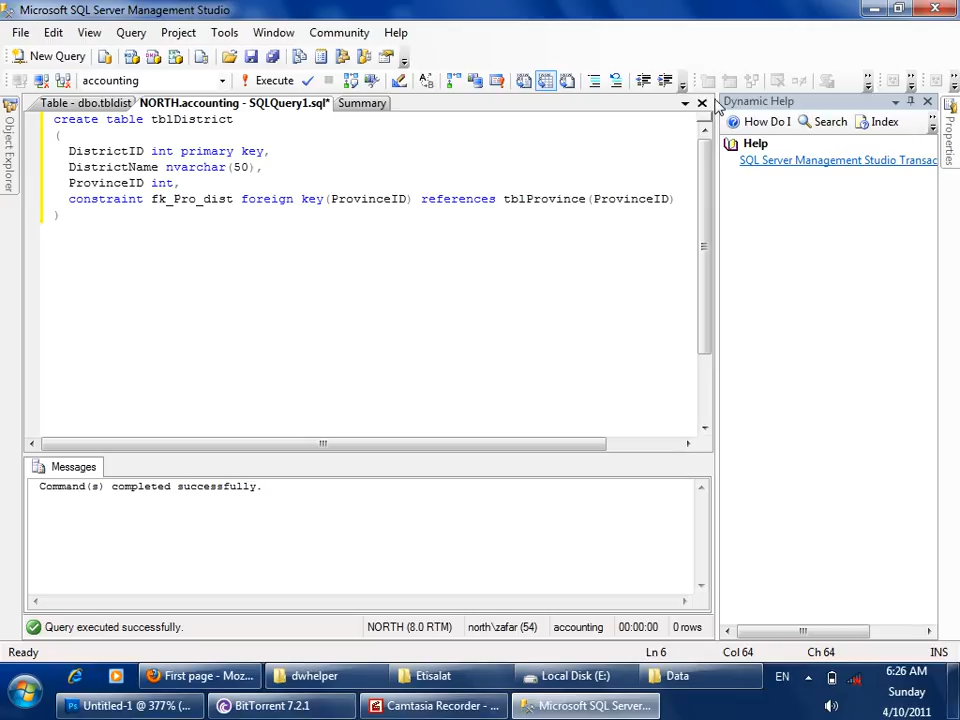 Microsoft SQL Server Management Studio
File Edit View Query Project Tools Window Community Help
New Query
accounting Execute
Table - dbo.tbldist NORTH.accounting - SQLQuery1.sql* Summary Dynamic Help
Object Explorer
Properties
How Do I Search Index
Help
SQL Server Management Studio Transac
create table tblDistrict
(
DistrictID int primary key,
DistrictName nvarchar(50),
ProvinceID int,
constraint fk_Pro_dist foreign key(ProvinceID) references tblProvince(ProvinceID)
)
Messages
Command(s) completed successfully.
Query executed successfully. NORTH (8.0 RTM) north\zafar (54) accounting 00:00:00 0 rows
Ready Ln 6 Col 64 Ch 64 INS
First page - Moz... dwhelper Etisalat Local Disk (E:) Data EN 6:26 AM
Sunday
Untitled-1 @ 377% (... BitTorrent 7.2.1 Camtasia Recorder - ... Microsoft SQL Server... 4/10/2011